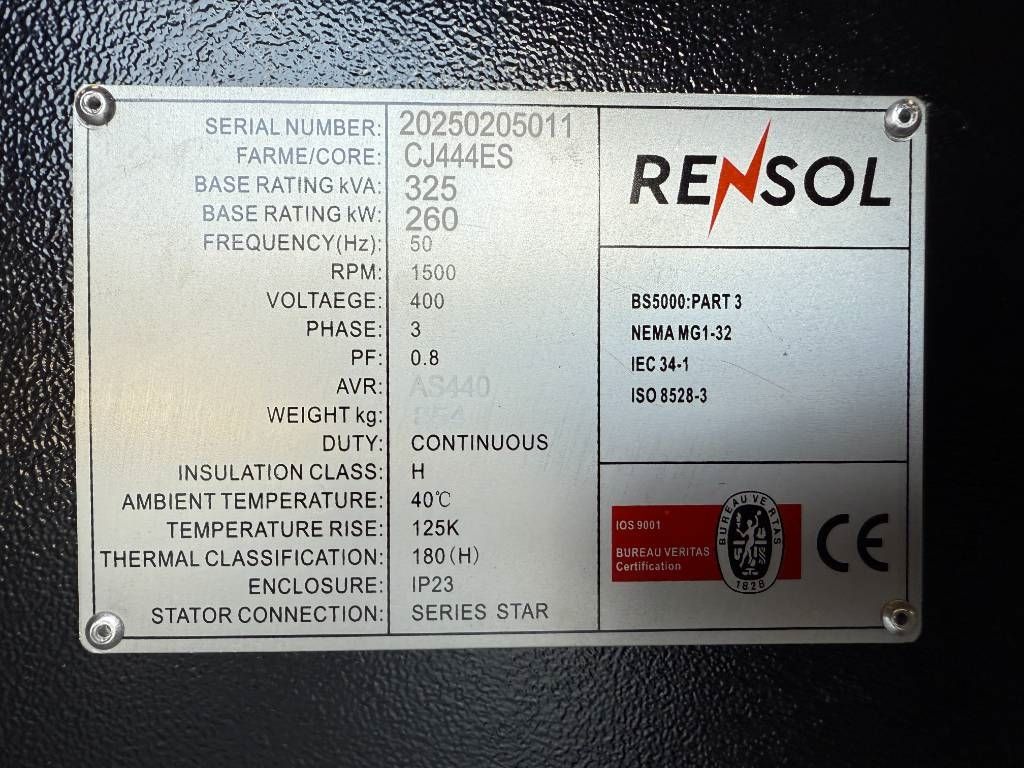 SERIAL NUMBER: 20250205011
FARME/CORE: CJ444ES
BASE RATING kVA: 325
BASE RATING kW: 260
FREQUENCY(Hz): 50
RPM: 1500
VOLTAEGE: 400
PHASE: 3
PF: 0.8
AVR: AS440
WEIGHT kg:
DUTY: CONTINUOUS
INSULATION CLASS: H
AMBIENT TEMPERATURE: 40℃
TEMPERATURE RISE: 125K
THERMAL CLASSIFICATION: 180(H)
ENCLOSURE: IP23
STATOR CONNECTION: SERIES STAR
RENSOL
BS5000:PART 3
NEMA MG1-32
IEC 34-1
ISO 8528-3
IOS 9001
BUREAU VERITAS
Certification
BUREAU VERITAS
1828
CE